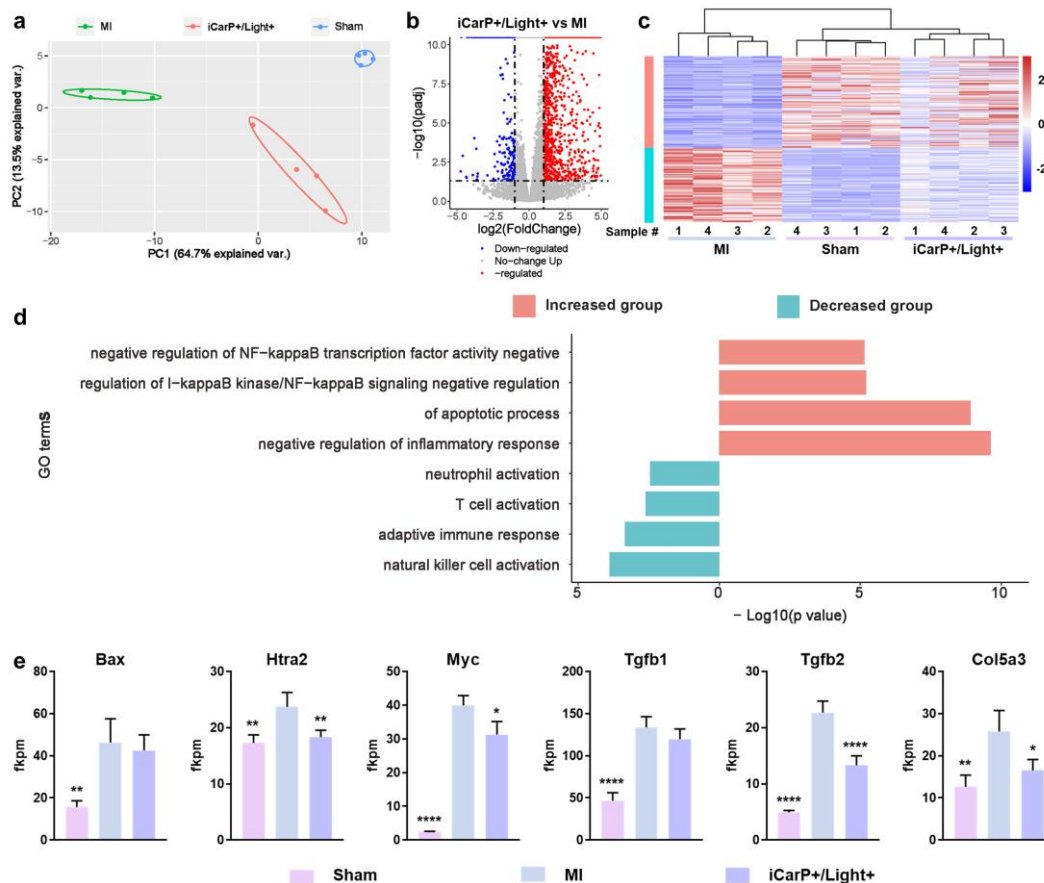 a
MI
iCarP+/Light+
Sham
PC2 (13.5% explained var.)
5
0
-5
-10
-20
-10
0
10
PC1 (64.7% explained var.)
b
iCarP+/Light+ vs MI
−log10(padj)
10.0
7.5
5.0
2.5
0.0
-5.0
-2.5
0.0
2.5
5.0
log2(FoldChange)
Down-regulated
No-change Up
-regulated
c
2
0
-2
Sample #
1 4 3 2
4 3 1 2
1 4 2 3
MI
Sham
iCarP+/Light+
d
Increased group
Decreased group
GO terms
negative regulation of NF−kappaB transcription factor activity negative
regulation of I-kappaB kinase/NF-kappaB signaling negative regulation
of apoptotic process
negative regulation of inflammatory response
neutrophil activation
T cell activation
adaptive immune response
natural killer cell activation
5
0
5
10
− Log10(p value)
e
Bax
fkpm
80
60
40
20
0
**
Htra2
fkpm
30
20
10
0
**
**
Myc
fkpm
50
40
30
20
10
0
****
*
Tgfb1
fkpm
200
150
100
50
0
****
Tgfb2
fkpm
30
20
10
0
****
****
Col5a3
fkpm
40
30
20
10
0
**
*
Sham
MI
iCarP+/Light+